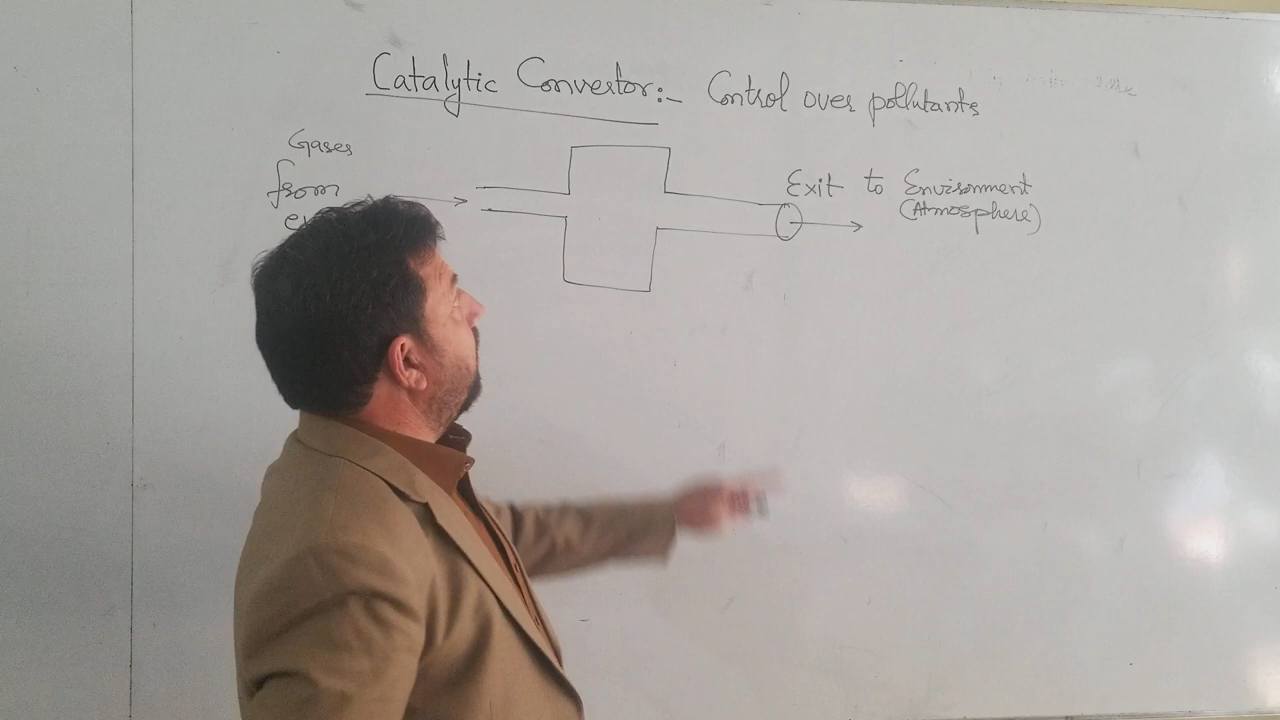 Catalytic Convertor:- Control over pollutants
Gases
from
Exit to Environment
(Atmosphere)